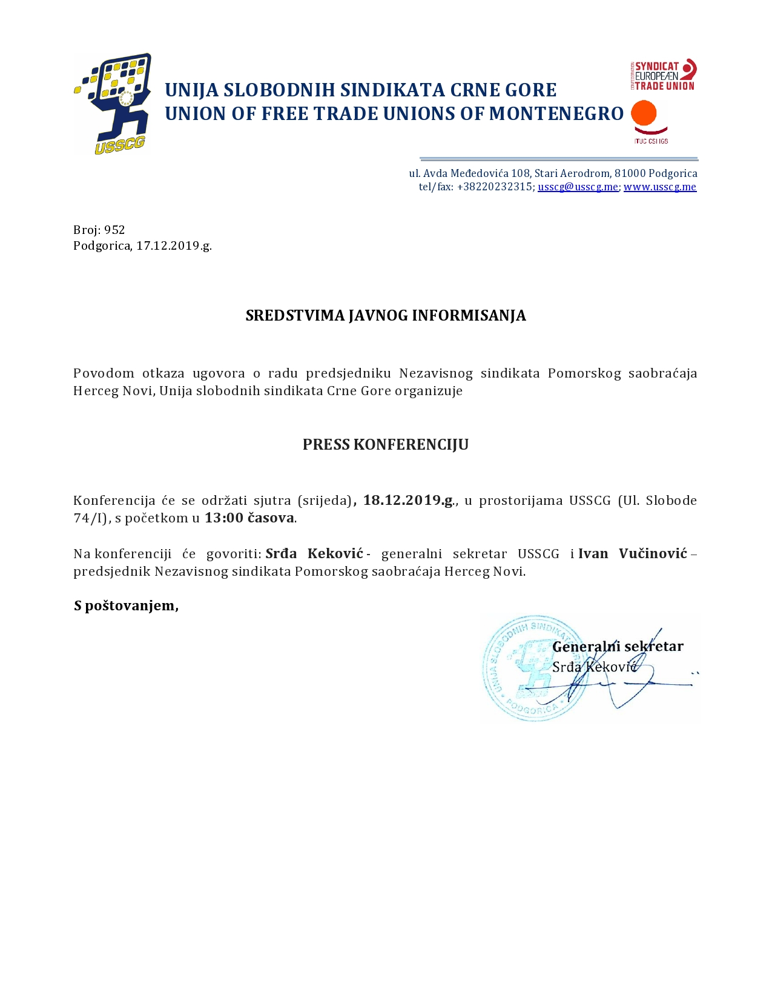 USSCG
UNIJA SLOBODNIH SINDIKATA CRNE GORE
UNION OF FREE TRADE UNIONS OF MONTENEGRO
CONFEDERATION
SYNDICAT
EUROPEÆN
TRADE UNION
ITUC CSI IGB
ul. Avda Međedovića 108, Stari Aerodrom, 81000 Podgorica
tel/fax: +38220232315; usscg@usscg.me; www.usscg.me
Broj: 952
Podgorica, 17.12.2019.g.
SREDSTVIMA JAVNOG INFORMISANJA
Povodom otkaza ugovora o radu predsjedniku Nezavisnog sindikata Pomorskog saobraćaja
Herceg Novi, Unija slobodnih sindikata Crne Gore organizuje
PRESS KONFERENCIJU
Konferencija će se održati sjutra (srijeda), 18.12.2019.g., u prostorijama USSCG (Ul. Slobode
74/I), s početkom u 13:00 časova.
Na konferenciji će govoriti: Srđa Keković - generalni sekretar USSCG i Ivan Vučinović –
predsjednik Nezavisnog sindikata Pomorskog saobraćaja Herceg Novi.
S poštovanjem,
UNIJA SLOBODNIH SINDIKATA
PODGORICA
Generalni sekretar
Srđa Keković